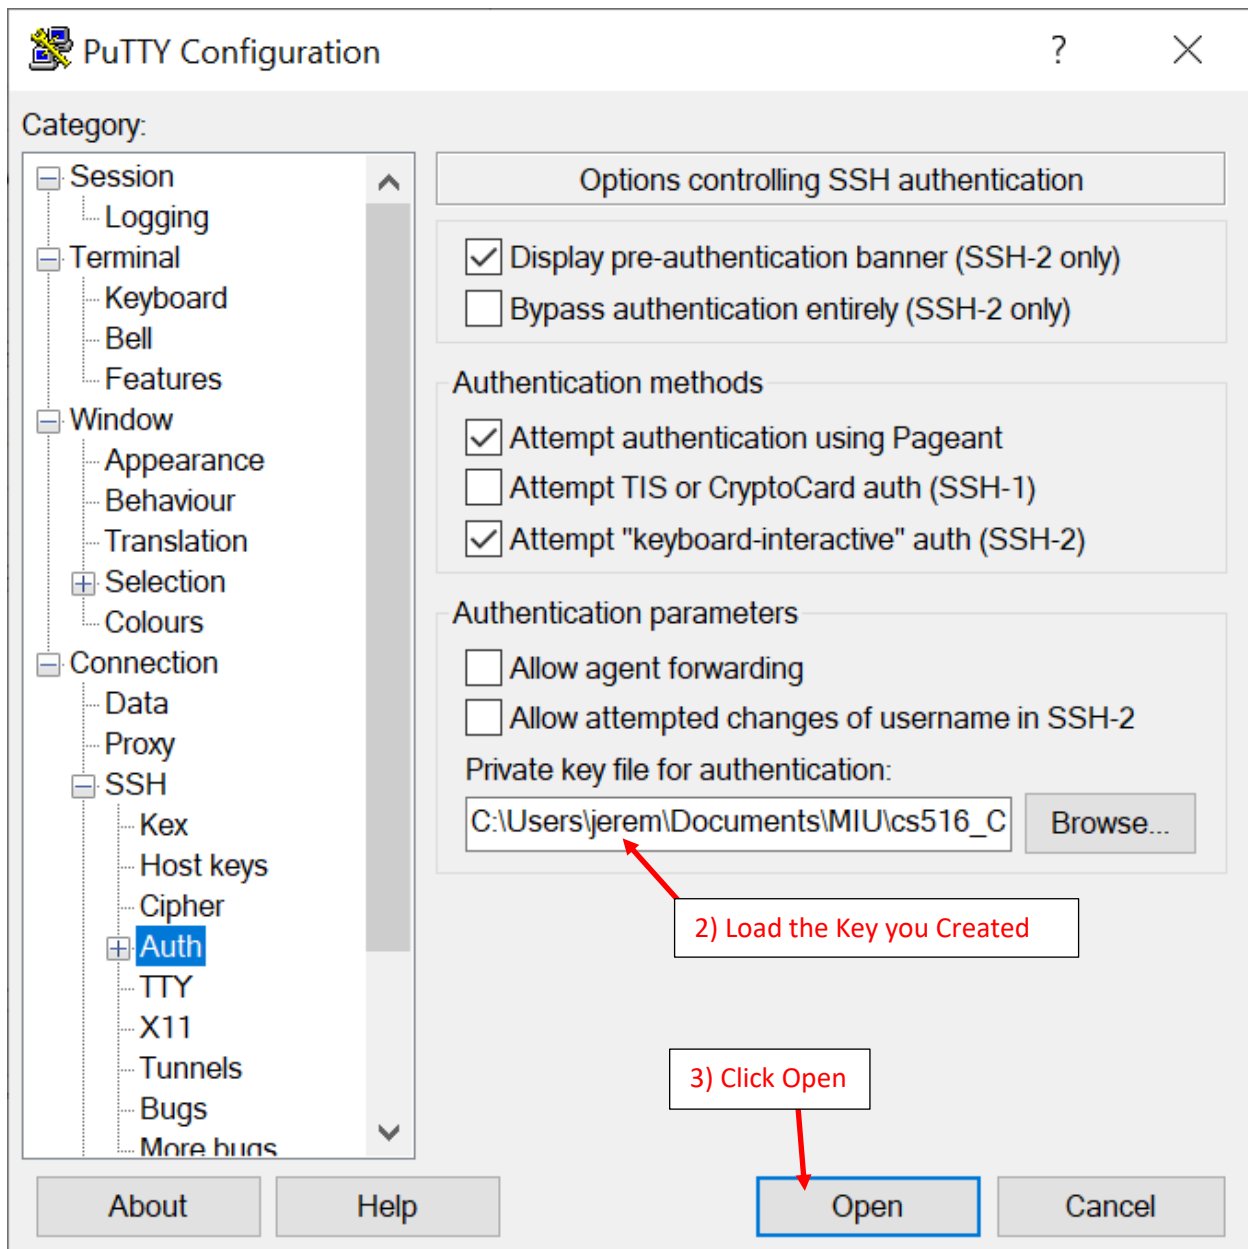 PuTTY Configuration
?
Category:
Session
Logging
Terminal
Keyboard
Bell
Features
Window
Appearance
Behaviour
Translation
Selection
Colours
Connection
Data
Proxy
SSH
Kex
Host keys
Cipher
Auth
TTY
X11
Tunnels
Bugs
More bugs
Options controlling SSH authentication
Display pre-authentication banner (SSH-2 only)
Bypass authentication entirely (SSH-2 only)
Authentication methods
Attempt authentication using Pageant
Attempt TIS or CryptoCard auth (SSH-1)
Attempt "keyboard-interactive" auth (SSH-2)
Authentication parameters
Allow agent forwarding
Allow attempted changes of username in SSH-2
Private key file for authentication:
C:\Users\jerem\Documents\MIU\cs516_C
Browse...
2) Load the Key you Created
3) Click Open
About
Help
Open
Cancel